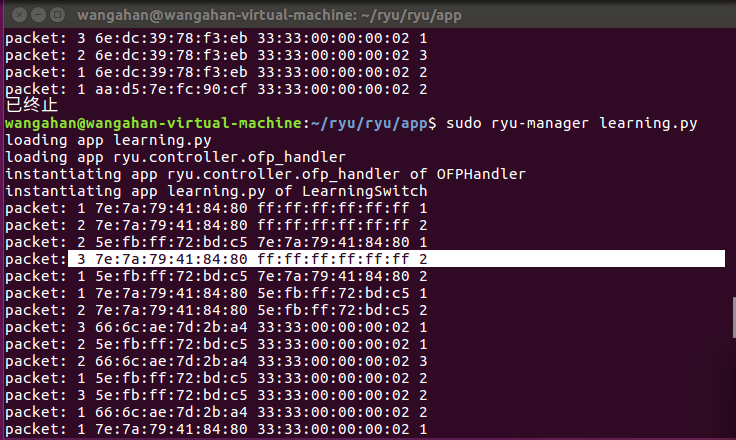 wangahan@wangahan-virtual-machine: ~/ryu/ryu/app
packet: 3 6e:dc:39:78:f3:eb 33:33:00:00:00:02 1
packet: 2 6e:dc:39:78:f3:eb 33:33:00:00:00:02 3
packet: 1 6e:dc:39:78:f3:eb 33:33:00:00:00:02 2
packet: 1 aa:d5:7e:fc:90:cf 33:33:00:00:00:02 2
已终止
wangahan@wangahan-virtual-machine:~/ryu/ryu/app$ sudo ryu-manager learning.py
loading app learning.py
loading app ryu.controller.ofp_handler
instantiating app ryu.controller.ofp_handler of OFPHandler
instantiating app learning.py of LearningSwitch
packet: 1 7e:7a:79:41:84:80 ff:ff:ff:ff:ff:ff 1
packet: 2 7e:7a:79:41:84:80 ff:ff:ff:ff:ff:ff 2
packet: 2 5e:fb:ff:72:bd:c5 7e:7a:79:41:84:80 1
packet: 3 7e:7a:79:41:84:80 ff:ff:ff:ff:ff:ff 2
packet: 1 5e:fb:ff:72:bd:c5 7e:7a:79:41:84:80 2
packet: 1 7e:7a:79:41:84:80 5e:fb:ff:72:bd:c5 1
packet: 2 7e:7a:79:41:84:80 5e:fb:ff:72:bd:c5 2
packet: 3 66:6c:ae:7d:2b:a4 33:33:00:00:00:02 1
packet: 2 5e:fb:ff:72:bd:c5 33:33:00:00:00:02 1
packet: 2 66:6c:ae:7d:2b:a4 33:33:00:00:00:02 3
packet: 1 5e:fb:ff:72:bd:c5 33:33:00:00:00:02 2
packet: 3 5e:fb:ff:72:bd:c5 33:33:00:00:00:02 2
packet: 1 66:6c:ae:7d:2b:a4 33:33:00:00:00:02 2
packet: 1 7e:7a:79:41:84:80 33:33:00:00:00:02 1